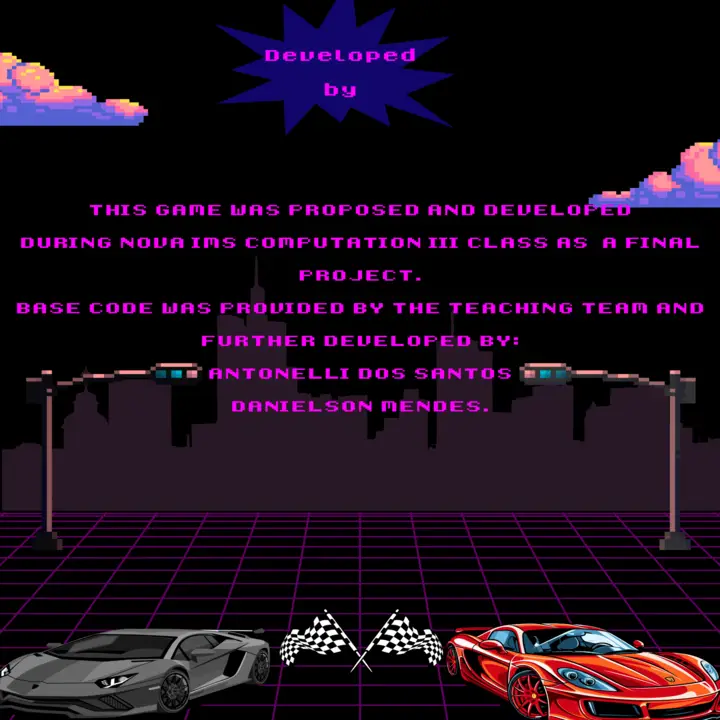 Developed
by
THIS GAME WAS PROPOSED AND DEVELOPED
DURING NOVA IMS COMPUTATION III CLASS AS A FINAL
PROJECT.
BASE CODE WAS PROVIDED BY THE TEACHING TEAM AND
FURTHER DEVELOPED BY:
ANTONELLI DOS SANTOS
DANIELSON MENDES.